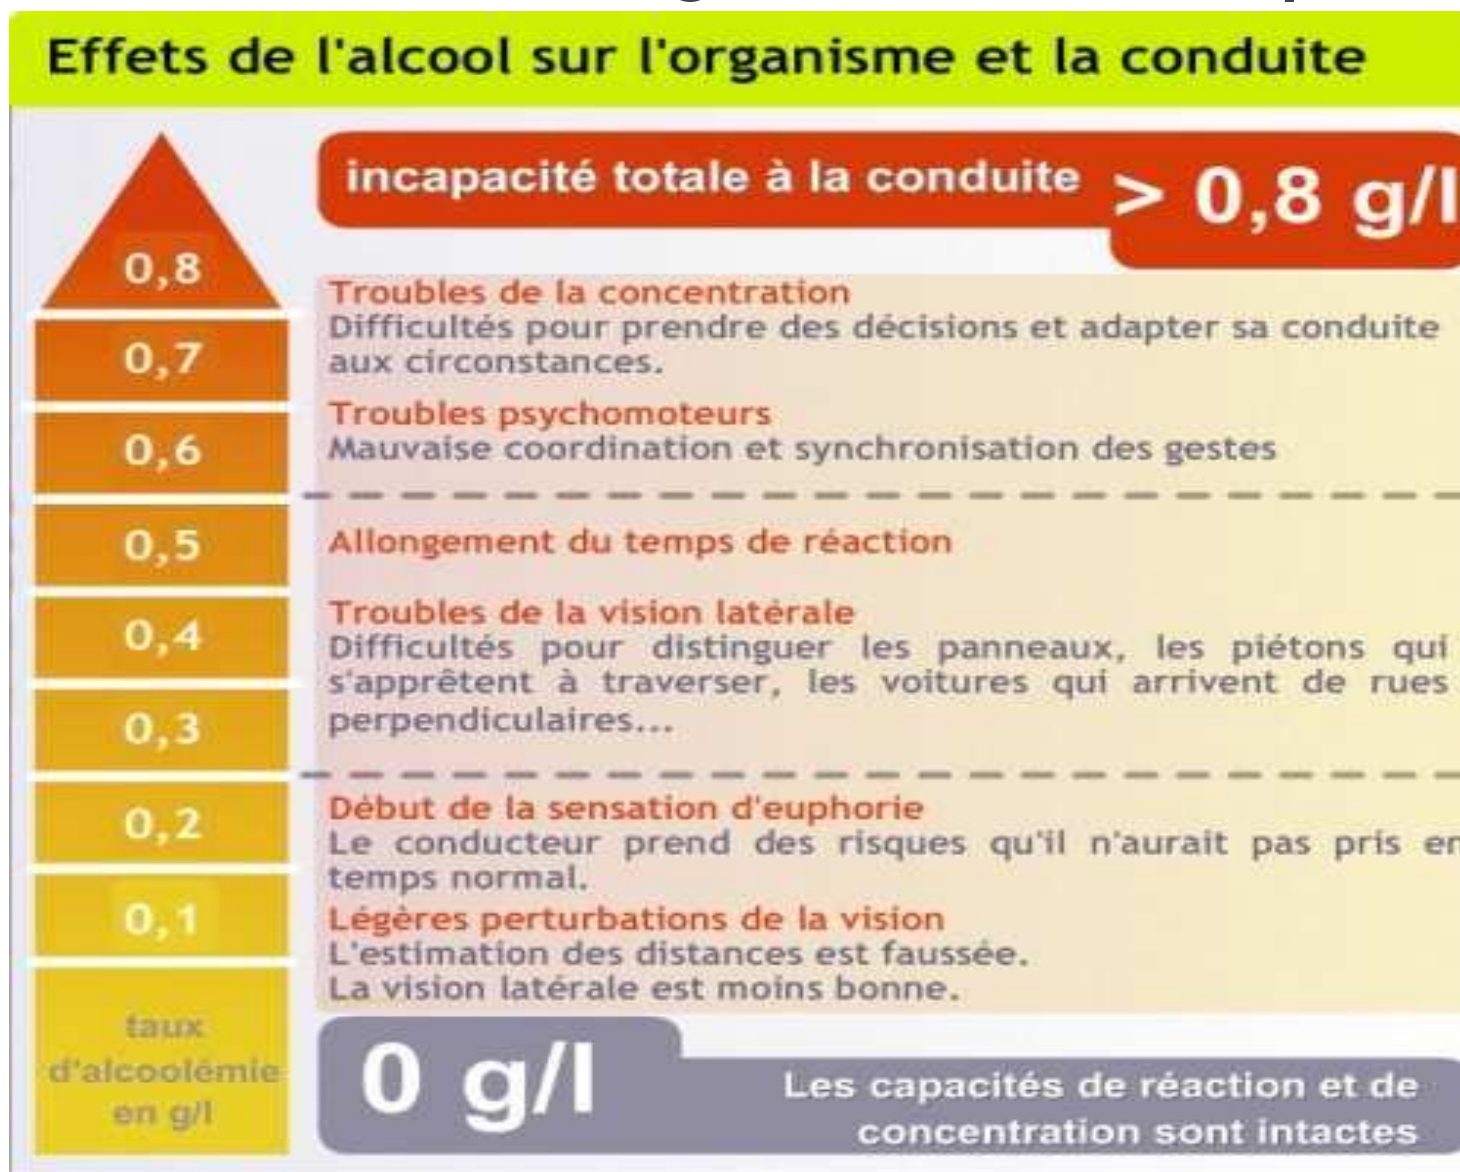 Effets de l'alcool sur l'organisme et la conduite
incapacité totale à la conduite > 0,8 g/l
0,8
Troubles de la concentration
Difficultés pour prendre des décisions et adapter sa conduite
aux circonstances.
0,7
Troubles psychomoteurs
Mauvaise coordination et synchronisation des gestes
0,6
0,5
Allongement du temps de réaction
0,4
Troubles de la vision latérale
Difficultés pour distinguer les panneaux, les piétons qui
s'apprêtent à traverser, les voitures qui arrivent de rues
perpendiculaires...
0,3
0,2
Début de la sensation d'euphorie
Le conducteur prend des risques qu'il n'aurait pas pris en
temps normal.
0,1
Légères perturbations de la vision
L'estimation des distances est faussée.
La vision latérale est moins bonne.
taux
d'alcoolémie
en g/l
0 g/l
Les capacités de réaction et de
concentration sont intactes